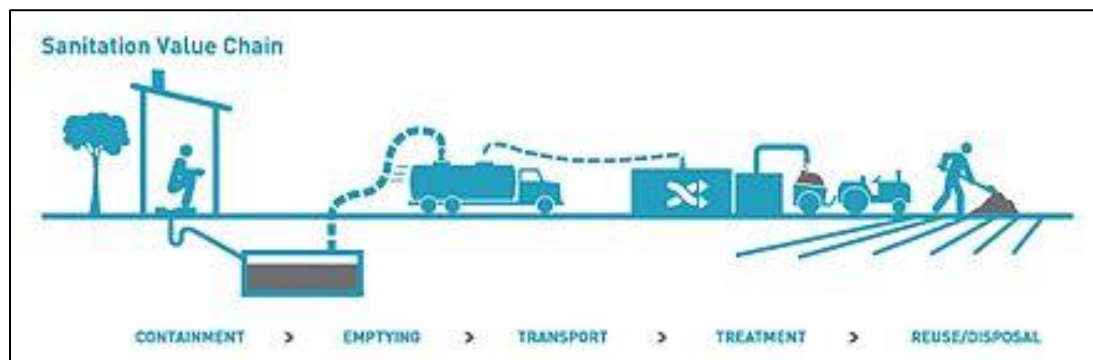 Sanitation Value Chain
CONTAINMENT > EMPTYING > TRANSPORT > TREATMENT > REUSE/DISPOSAL